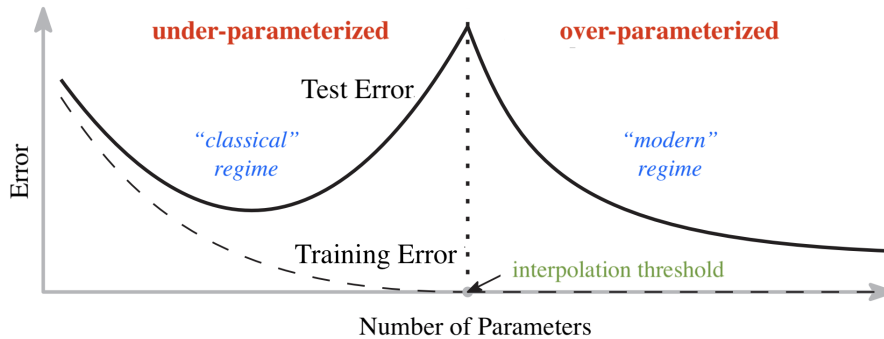 under-parameterized
over-parameterized
Test Error
"classical"
regime
"modern"
regime
Error
Training Error
interpolation threshold
Number of Parameters